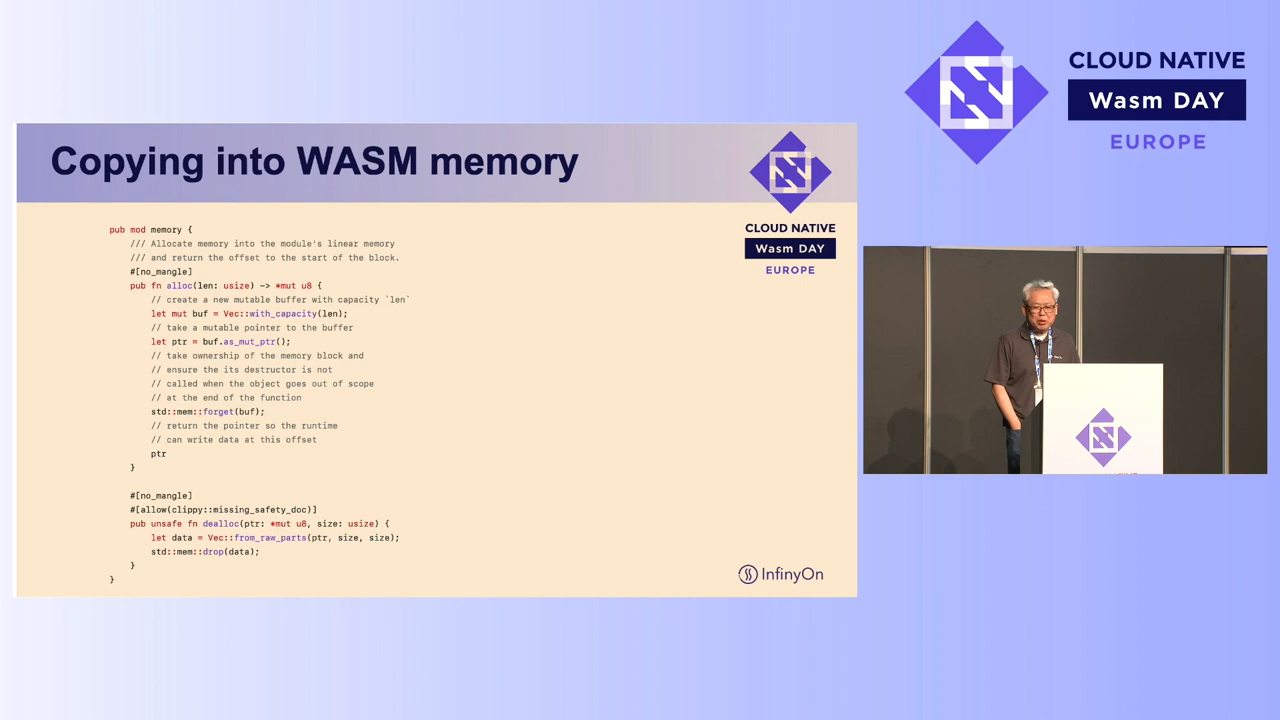 CLOUD NATIVE
Wasm DAY
EUROPE
Copying into WASM memory
CLOUD NATIVE
Wasm DAY
EUROPE
pub mod memory {
/// Allocate memory into the module's linear memory
/// and return the offset to the start of the block.
#[no_mangle]
pub fn alloc(len: usize) -> *mut u8 {
// create a new mutable buffer with capacity `len`
let mut buf = Vec::with_capacity(len);
// take a mutable pointer to the buffer
let ptr = buf.as_mut_ptr();
// take ownership of the memory block and
// ensure the its destructor is not
// called when the object goes out of scope
// at the end of the function
std::mem::forget(buf);
// return the pointer so the runtime
// can write data at this offset
ptr
}
#[no_mangle]
#[allow(clippy::missing_safety_doc)]
pub unsafe fn dealloc(ptr: *mut u8, size: usize) {
let data = Vec::from_raw_parts(ptr, size, size);
std::mem::drop(data);
}
}
InfinyOn